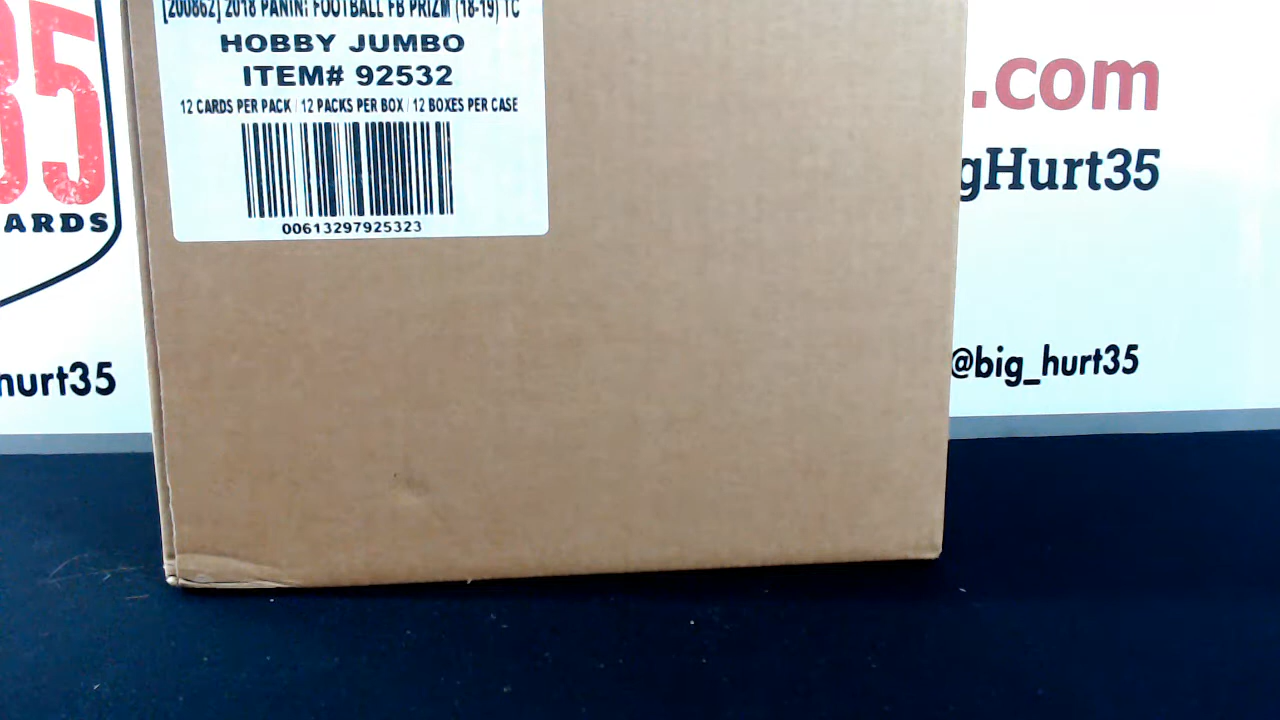 [200862] 2018 PANINI FOOTBALL FB PRIZM (18-19) TC
HOBBY JUMBO
ITEM# 92532
12 CARDS PER PACK / 12 PACKS PER BOX / 12 BOXES PER CASE
00613297925323
35
ARDS
hurt35
.com
gHurt35
@big_hurt35